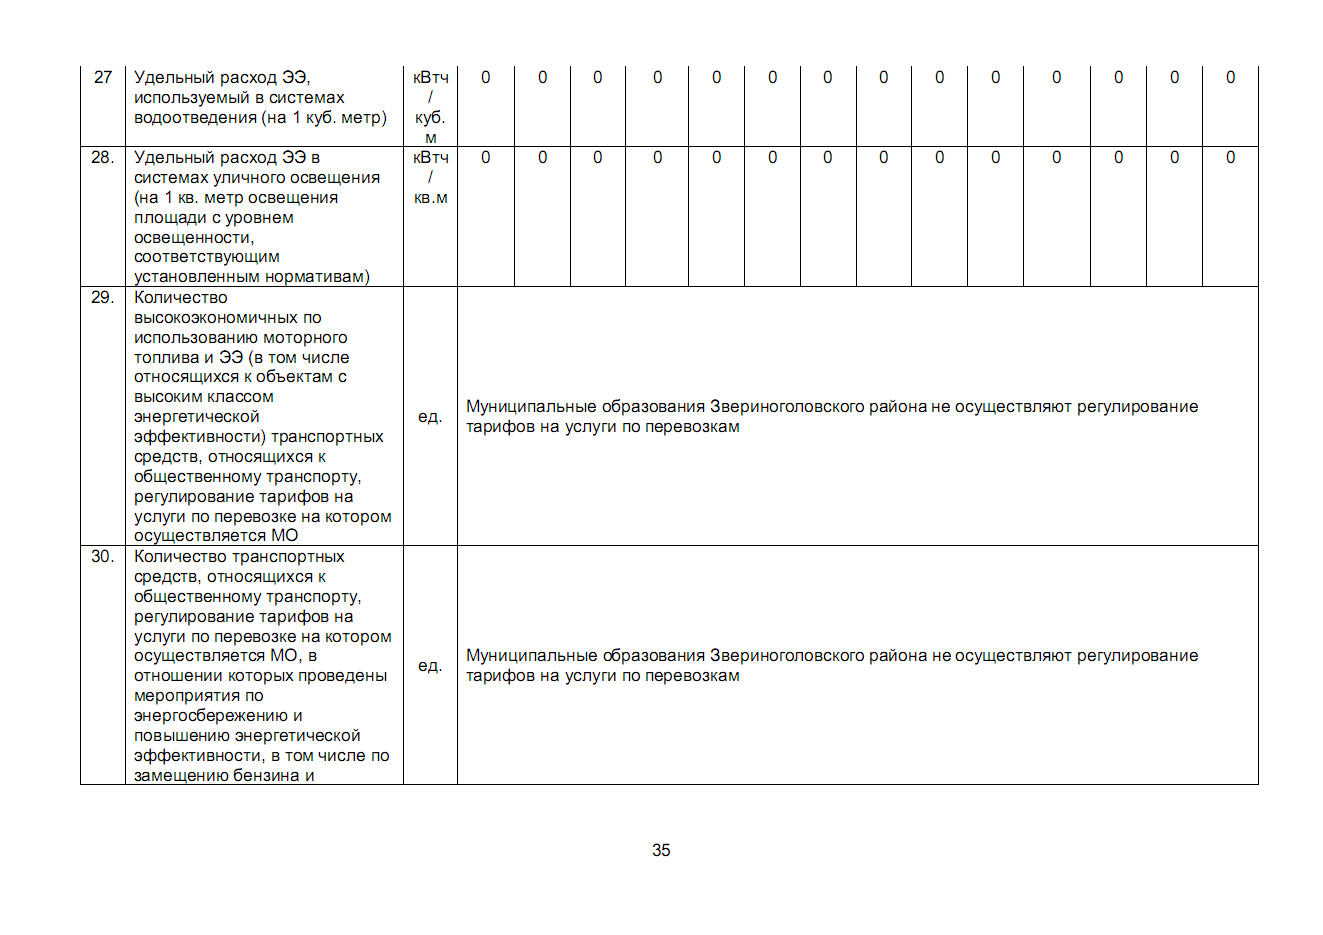 27 Удельный расход ЭЭ, кВтч 0 0 0 0 0 0 0 0 0 0 0 0 0 0
используемый в системах /
водоотведения (на 1 куб. метр) куб.
м
28. Удельный расход ЭЭ в кВтч 0 0 0 0 0 0 0 0 0 0 0 0 0 0
системах уличного освещения /
(на 1 кв. метр освещения кв.м
площади с уровнем
освещенности,
соответствующим
установленным нормативам)
29. Количество
высокоэкономичных по
использованию моторного
топлива и ЭЭ (в том числе
относящихся к объектам с
высоким классом
энергетической
эффективности) транспортных
средств, относящихся к
общественному транспорту,
регулирование тарифов на
услуги по перевозке на котором
осуществляется МО
ед.
Муниципальные образования Звериноголовского района не осуществляют регулирование
тарифов на услуги по перевозкам
30. Количество транспортных
средств, относящихся к
общественному транспорту,
регулирование тарифов на
услуги по перевозке на котором
осуществляется МО, в
отношении которых проведены
мероприятия по
энергосбережению и
повышению энергетической
эффективности, в том числе по
замещению бензина и
ед.
Муниципальные образования Звериноголовского района не осуществляют регулирование
тарифов на услуги по перевозкам
35